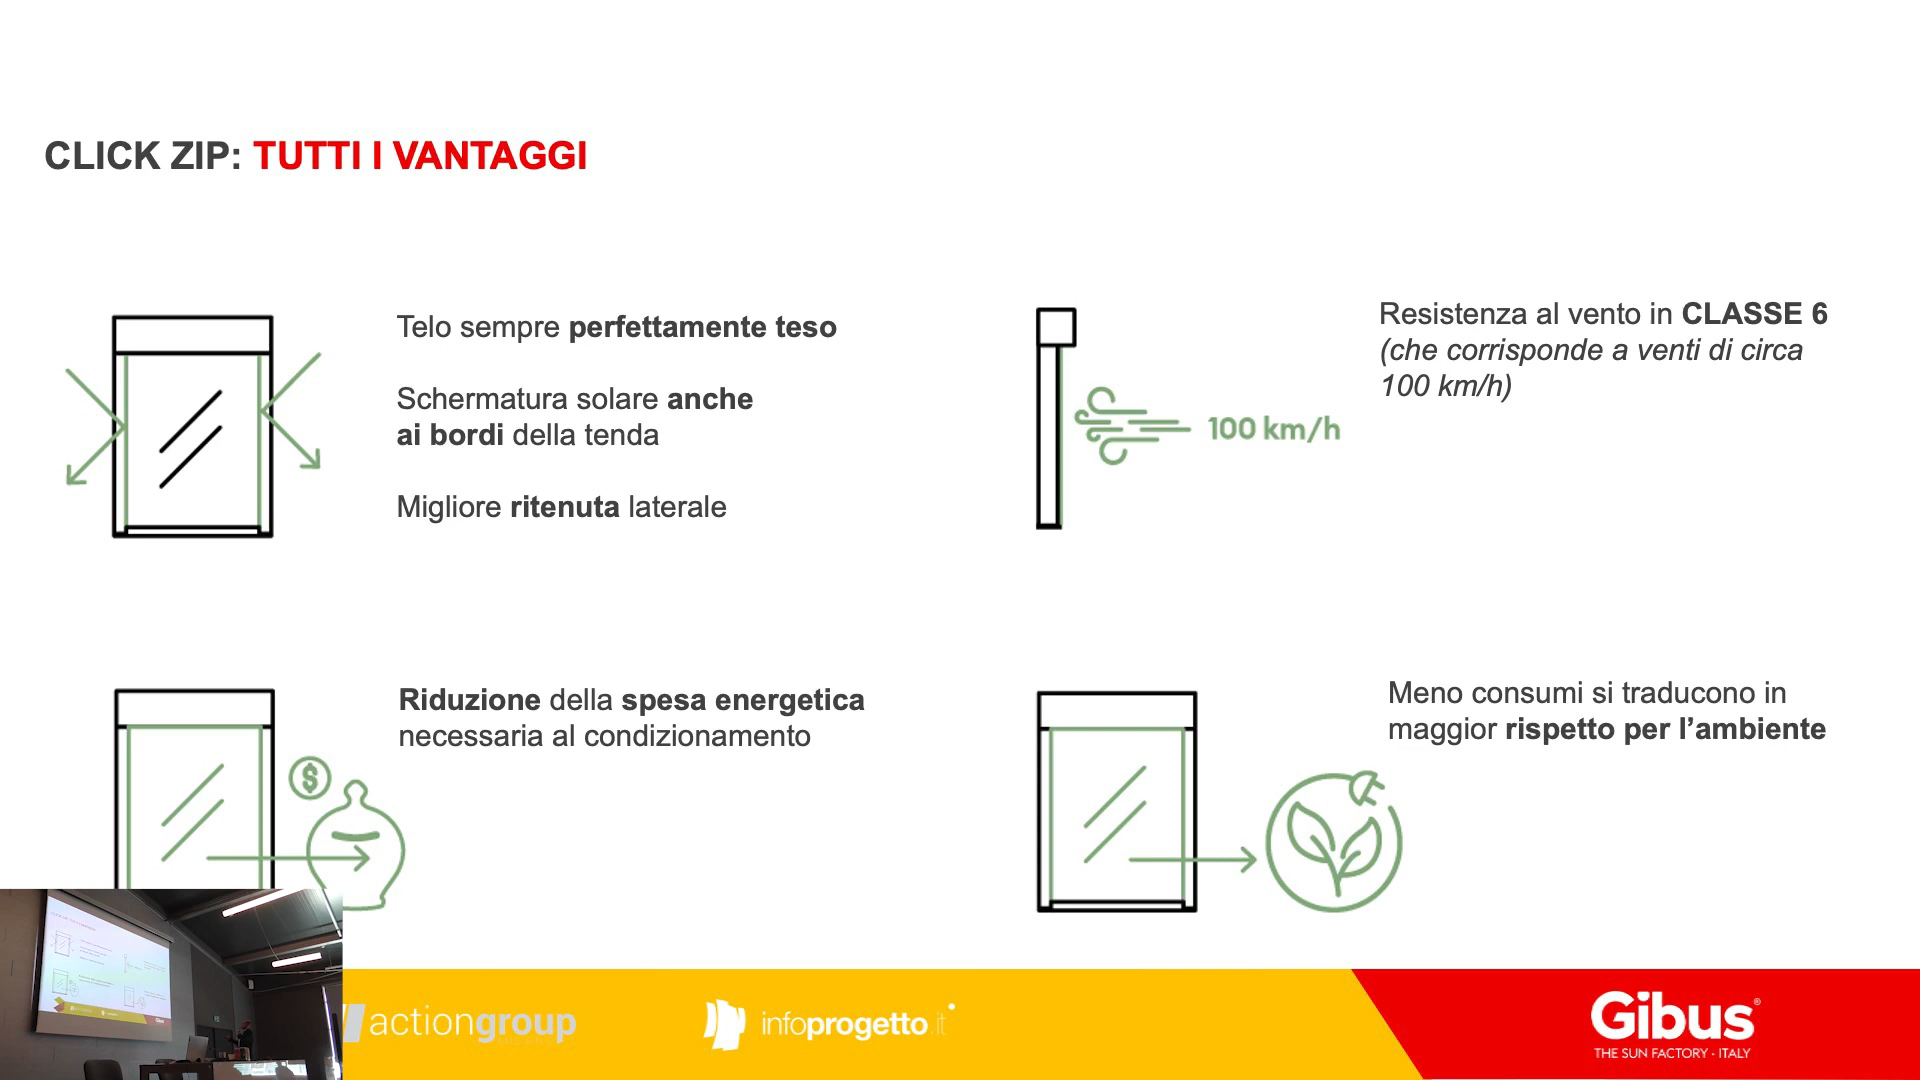 CLICK ZIP: TUTTI I VANTAGGI
Telo sempre perfettamente teso
Schermatura solare anche
ai bordi della tenda
Migliore ritenuta laterale
100 km/h
Resistenza al vento in CLASSE 6
(che corrisponde a venti di circa
100 km/h)
Riduzione della spesa energetica
necessaria al condizionamento
$
Meno consumi si traducono in
maggior rispetto per l’ambiente
actiongroup
infoprogetto.it
Gibus®
THE SUN FACTORY - ITALY